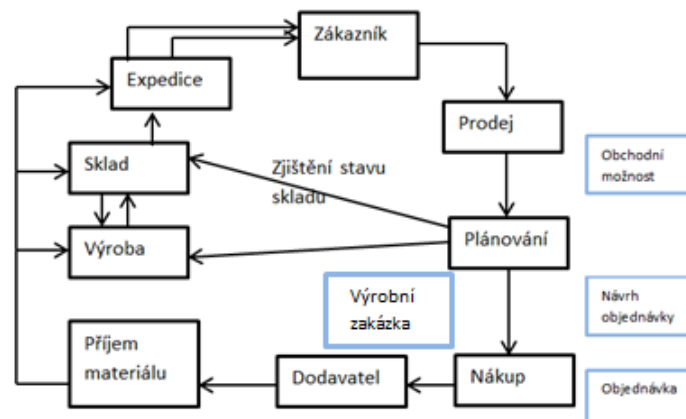 Zákazník
Expedice
Prodej
Obchodní
možnost
Sklad
Zjištění stavu
skladu
Plánování
Výroba
Výrobní
zakázka
Návrh
objednávky
Příjem
materiálu
Dodavatel
Nákup
Objednávka